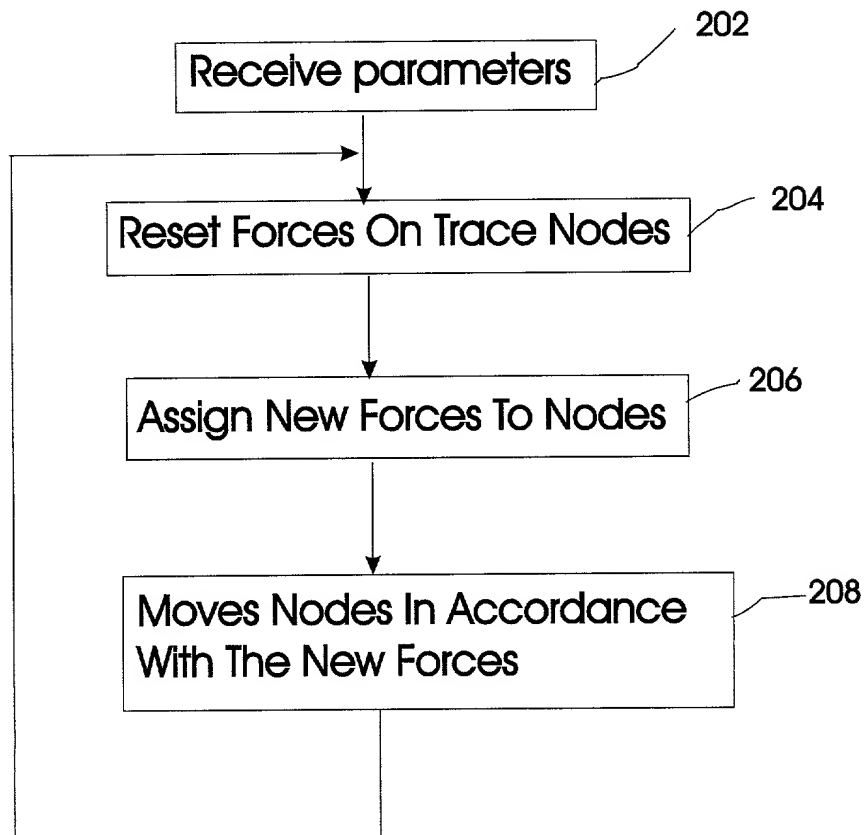 202
Receive parameters
204
Reset Forces On Trace Nodes
206
Assign New Forces To Nodes
208
Moves Nodes In Accordance
With The New Forces